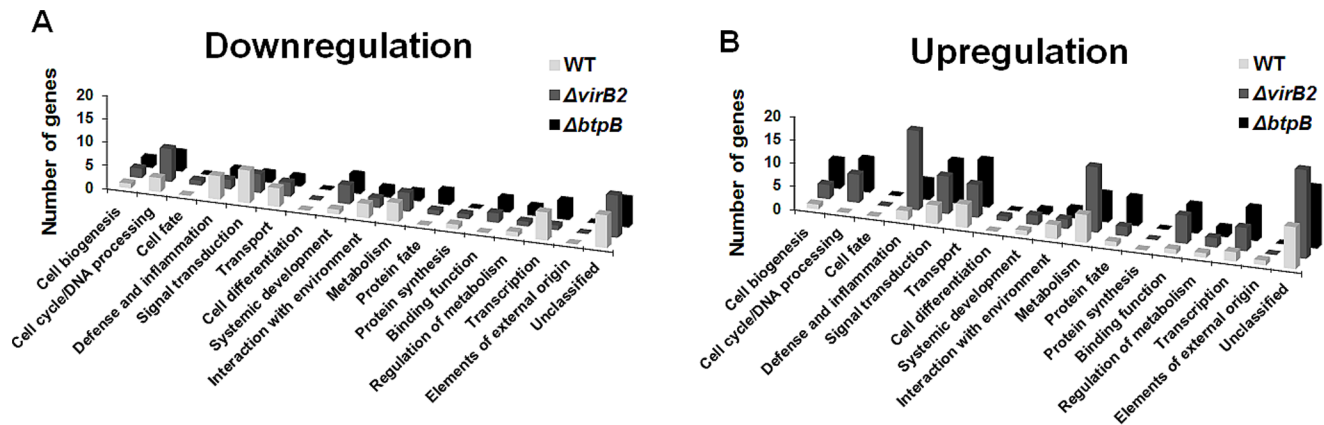 A
Downregulation
WT
ΔvirB2
ΔbtpB
Number of genes
20
15
10
5
0
Cell biogenesis
Cell cycle/DNA processing
Cell fate
Defense and inflammation
Signal transduction
Transport
Cell differentiation
Systemic development
Interaction with environment
Metabolism
Protein fate
Protein synthesis
Binding function
Regulation of metabolism
Transcription
Elements of external origin
Unclassified
B
Upregulation
WT
ΔvirB2
ΔbtpB
Number of genes
20
15
10
5
0
Cell biogenesis
Cell cycle/DNA processing
Cell fate
Defense and inflammation
Signal transduction
Transport
Cell differentiation
Systemic development
Interaction with environment
Metabolism
Protein fate
Protein synthesis
Binding function
Regulation of metabolism
Transcription
Elements of external origin
Unclassified